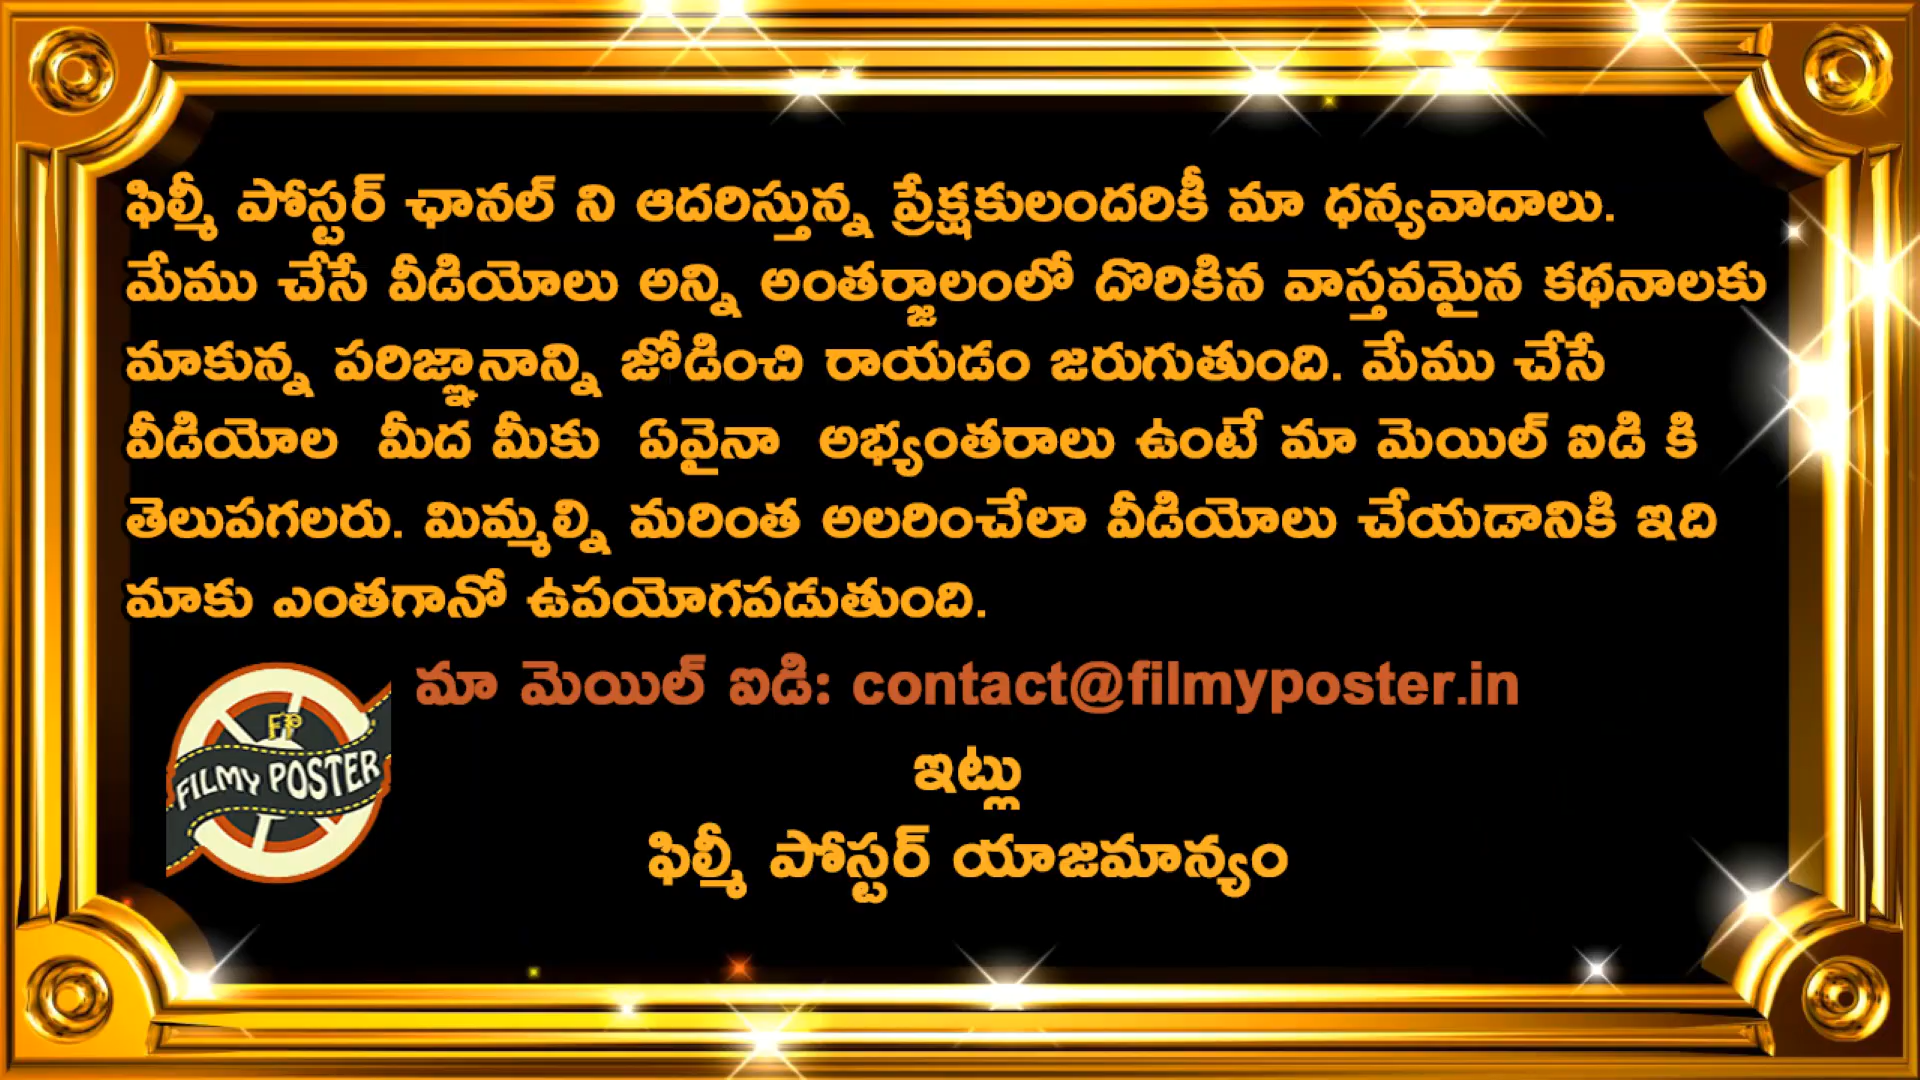 ఫిల్మీ పోస్టర్ ఛానల్ ని ఆదరిస్తున్న ప్రేక్షకులందరికీ మా ధన్యవాదాలు.
మేము చేసే వీడియోలు అన్ని అంతర్జాలంలో దొరికిన వాస్తవమైన కథనాలకు
మాకున్న పరిజ్ఞానాన్ని జోడించి రాయడం జరుగుతుంది. మేము చేసే
వీడియోల మీద మీకు ఏవైనా అభ్యంతరాలు ఉంటే మా మెయిల్ ఐడి కి
తెలుపగలరు. మిమ్మల్ని మరింత అలరించేలా వీడియోలు చేయడానికి ఇది
మాకు ఎంతగానో ఉపయోగపడుతుంది.
మా మెయిల్ ఐడి: contact@filmyposter.in
FP
FILMY POSTER
ఇట్లు
ఫిల్మీ పోస్టర్ యాజమాన్యం